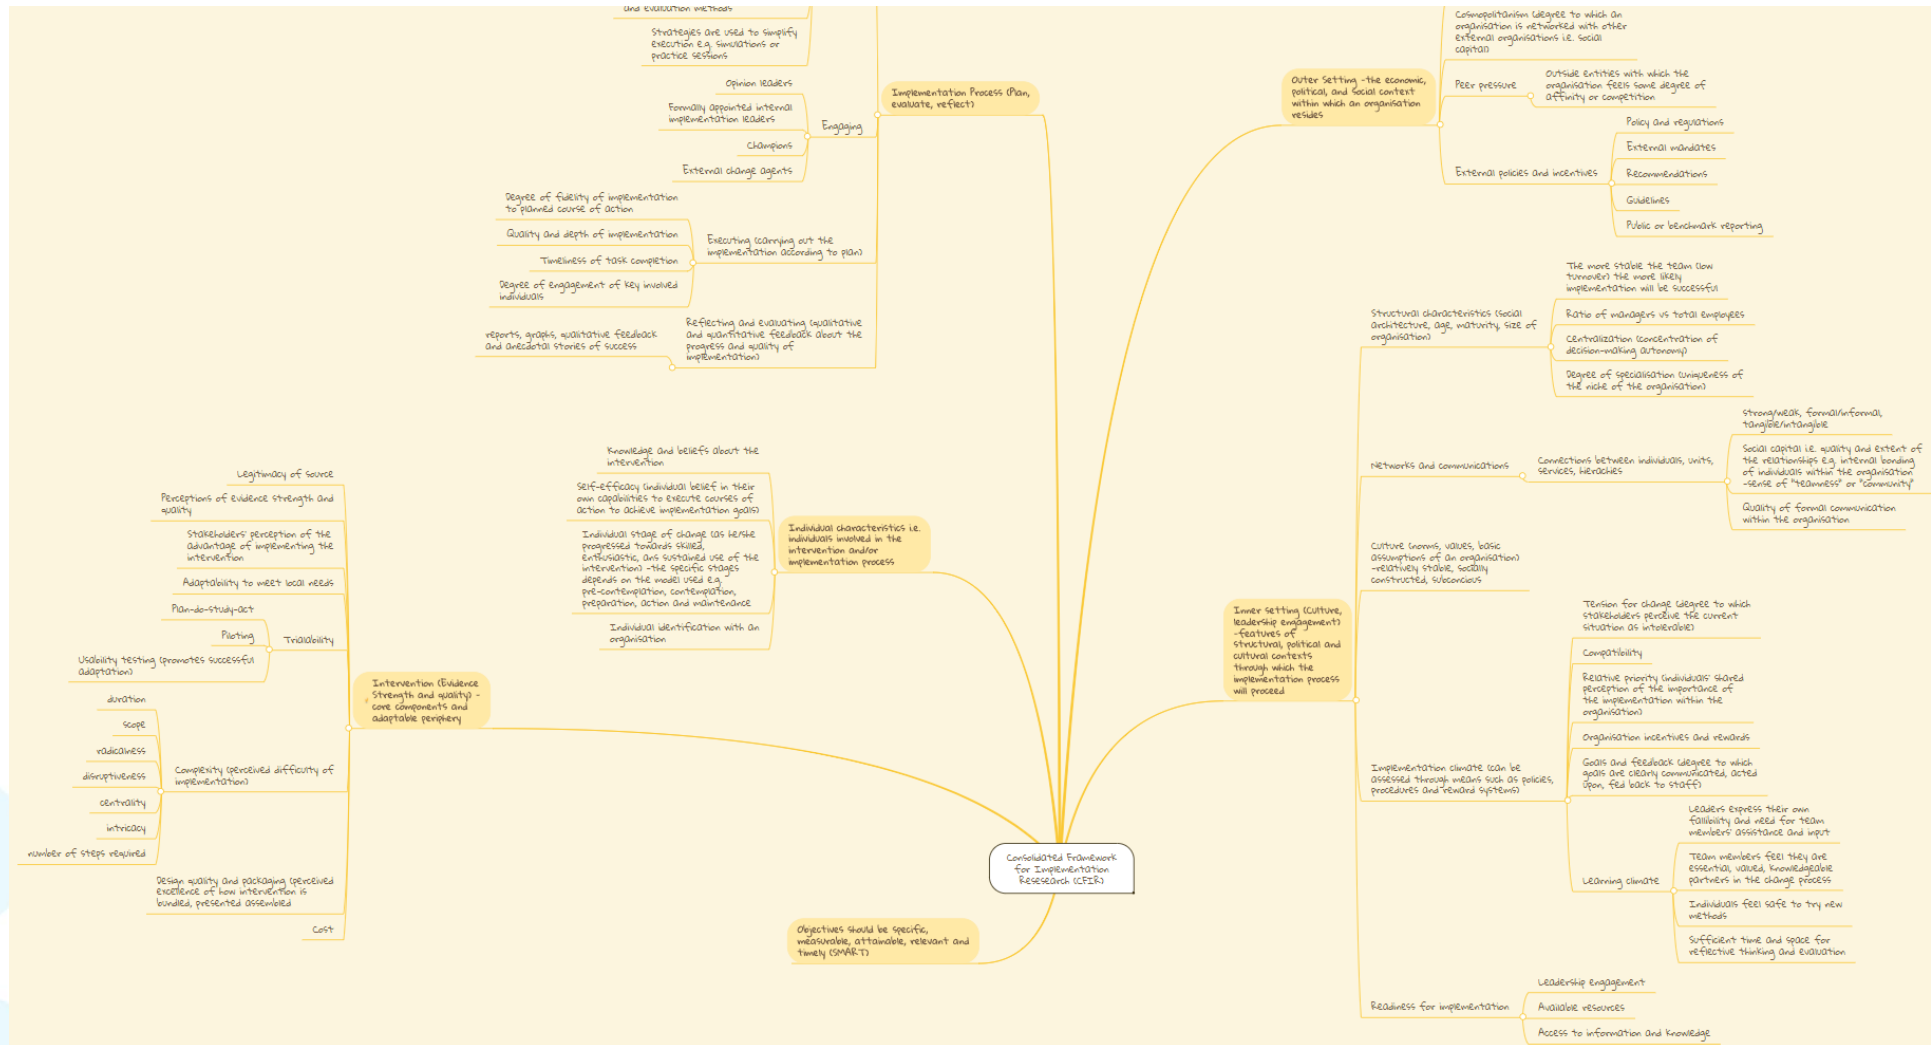 and evaluation methods
Strategies are used to simplify
execution e.g. simulations or
practice sessions
Opinion leaders
Formally appointed internal
implementation leaders
Champions
External change agents
Engaging
Implementation Process (Plan,
evaluate, reflect)
Degree of fidelity of implementation
to planned course of action
Quality and depth of implementation
Timeliness of task completion
Degree of engagement of key involved
individuals
Executing (carrying out the
implementation according to plan)
reports, graphs, qualitative feedback
and anecdotal stories of success
Reflecting and evaluating (qualitative
and quantitative feedback about the
progress and quality of
implementation)
Knowledge and beliefs about the
intervention
Self-efficacy (individual belief in their
own capabilities to execute courses of
action to achieve implementation goals)
Individual stage of change (as he/she
progressed towards skilled,
enthusiastic, ans sustained use of the
intervention) -the specific stages
depends on the model used e.g.
pre-contemplation, contemplation,
preparation, action and maintenance
Individual identification with an
organisation
Individual characteristics i.e.
individuals involved in the
intervention and/or
implementation process
Legitimacy of source
Perceptions of evidence strength and
quality
Stakeholders' perception of the
advantage of implementing the
intervention
Adaptability to meet local needs
Plan-do-study-act
Piloting
Usability testing (promotes successful
adaptation)
Trialability
duration
scope
radicalness
disruptiveness
centrality
intricacy
number of steps required
Complexity (perceived difficulty of
implementation)
Design quality and packaging (perceived
excellence of how intervention is
bundled, presented assembled
Cost
Intervention (Evidence
Strength and quality) -
core components and
adaptable periphery
Objectives should be specific,
measurable, attainable, relevant and
timely (SMART)
Consolidated Framework
for Implementation
Resesearch (CFIR)
Outer Setting -the economic,
political, and social context
within which an organisation
resides
Cosmopolitanism (degree to which an
organisation is networked with other
external organisations i.e. social
capital)
Peer pressure
Outside entities with which the
organisation feels some degree of
affinity or competition
External policies and incentives
Policy and regulations
External mandates
Recommendations
Guidelines
Public or benchmark reporting
Inner setting (Culture,
leadership engagement)
-features of
structural, political and
cultural contexts
through which the
implementation process
will proceed
Structural characteristics (social
architecture, age, maturity, size of
organisation)
The more stable the team (low
turnover) the more likely
implementation will be successful
Ratio of managers vs total employees
Centralization (concentration of
decision-making autonomy)
Degree of specialisation (uniqueness of
the niche of the organisation)
Networks and communications
Connections between individuals, units,
services, hierachies
strong/weak, formal/informal,
tangible/intangible
Social capital i.e. quality and extent of
the relationships e.g. internal bonding
of individuals within the organisation
-sense of "teamness" or "community"
Quality of formal communication
within the organisation
Culture (norms, values, basic
assumptions of an organisation)
-relatively stable, socially
constructed, subconcious
Implementation climate (can be
assessed through means such as policies,
procedures and reward systems)
Tension for change (degree to which
stakeholders perceive the current
situation as intolerable)
Compatibility
Relative priority (individuals' shared
perception of the importance of
the implementation within the
organisation)
Organisation incentives and rewards
Goals and feedback (degree to which
goals are clearly communicated, acted
upon, fed back to staff)
Learning climate
Leaders express their own
fallibility and need for team
members' assistance and input
Team members feel they are
essential, valued, knowledgeable
partners in the change process
Individuals feel safe to try new
methods
Sufficient time and space for
reflective thinking and evaluation
Readiness for implementation
Leadership engagement
Available resources
Access to information and knowledge